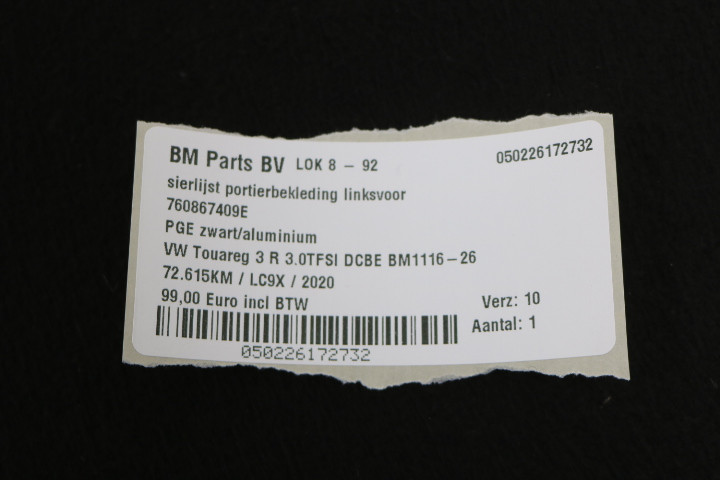 BM Parts BV LOK 8 - 92 050226172732
sierlijst portierbekleding linksvoor
760867409E
PGE zwart/aluminium
VW Touareg 3 R 3.0TFSI DCBE BM1116-26
72.615KM / LC9X / 2020
99,00 Euro incl BTW Verz: 10
Aantal: 1
050226172732